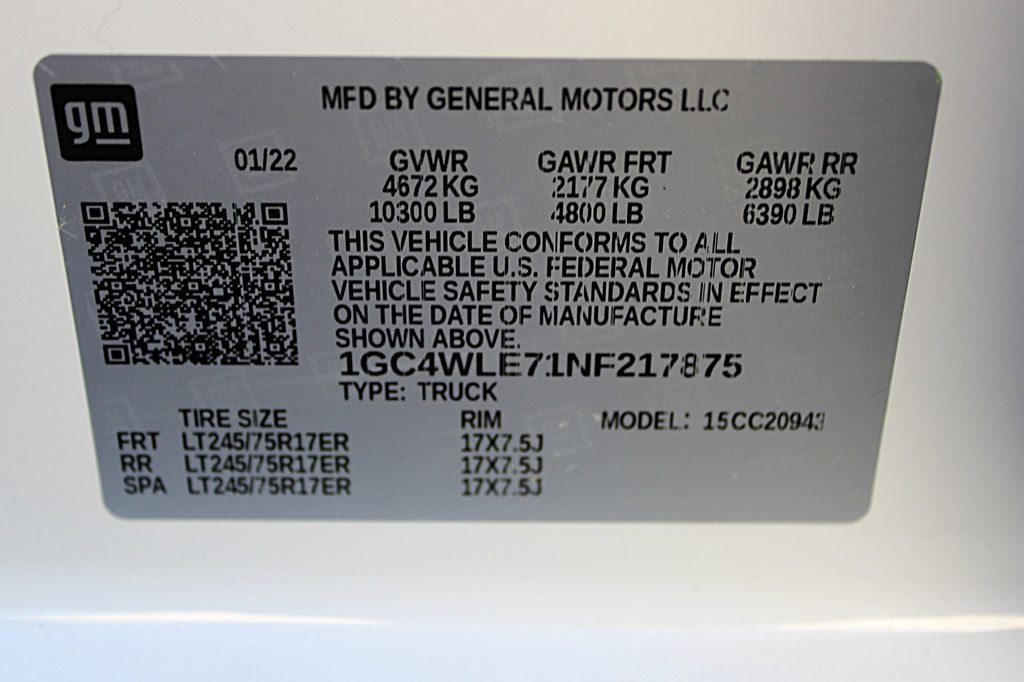 gm
MFD BY GENERAL MOTORS LLC
01/22 GVWR GAWR FRT GAWR RR
4672 KG 2177 KG 2898 KG
10300 LB 4800 LB 6390 LB
THIS VEHICLE CONFORMS TO ALL
APPLICABLE U.S. FEDERAL MOTOR
VEHICLE SAFETY STANDARDS IN EFFECT
ON THE DATE OF MANUFACTURE
SHOWN ABOVE.
1GC4WLE71NF217875
TYPE: TRUCK
TIRE SIZE RIM MODEL: 15CC20943
FRT LT245/75R17ER 17X7.5J
RR LT245/75R17ER 17X7.5J
SPA LT245/75R17ER 17X7.5J